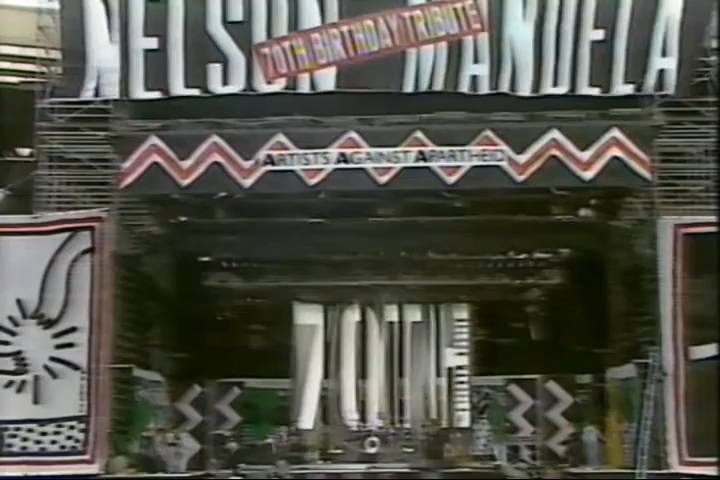 NELSON MANDELA
70TH BIRTHDAY TRIBUTE
ARTISTS AGAINST APARTHEID
70TH